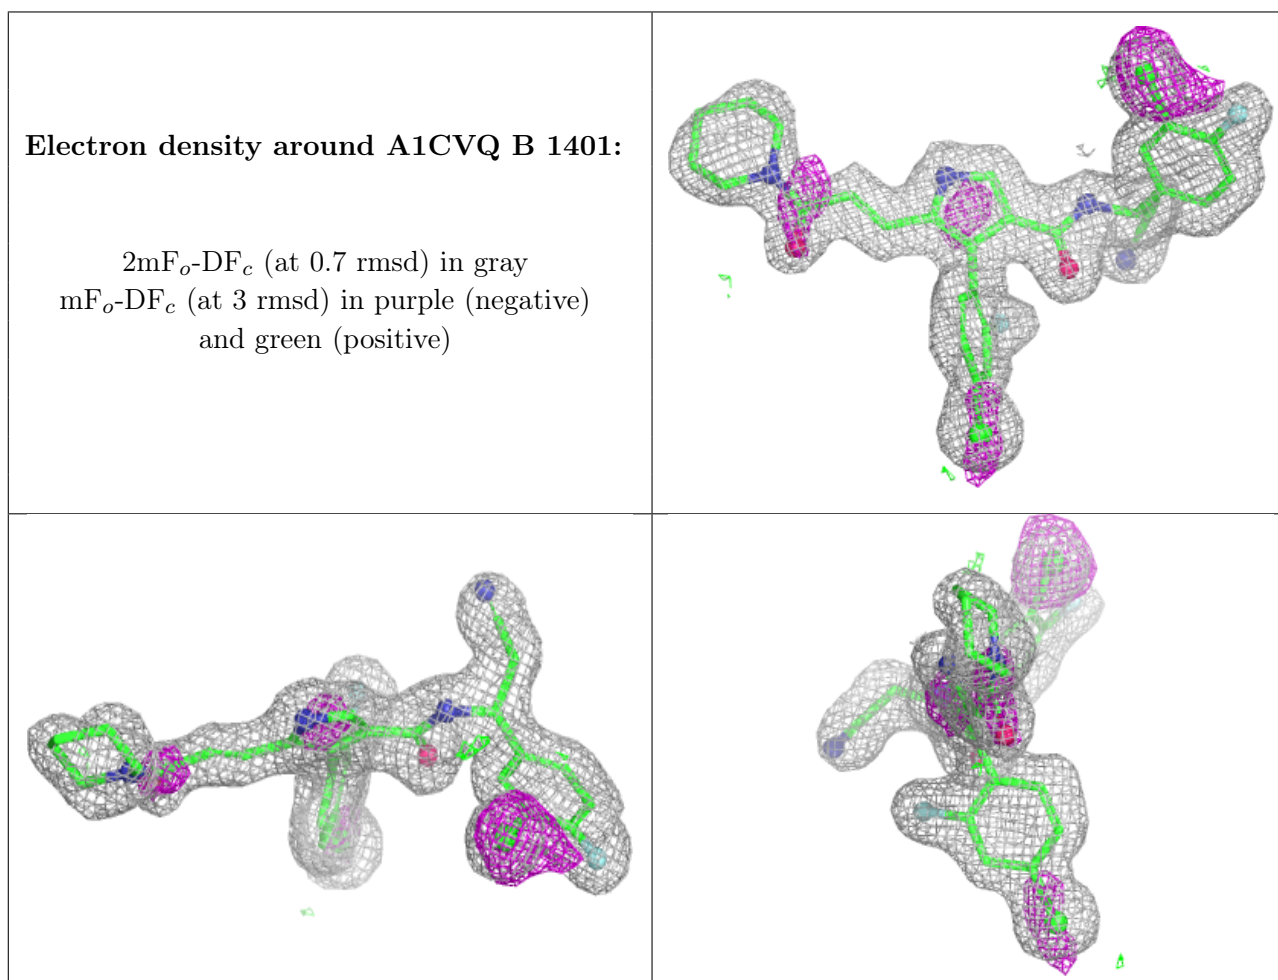 Electron density around A1CVQ B 1401:
2mFo-DFc (at 0.7 rmsd) in gray
mFo-DFc (at 3 rmsd) in purple (negative)
and green (positive)